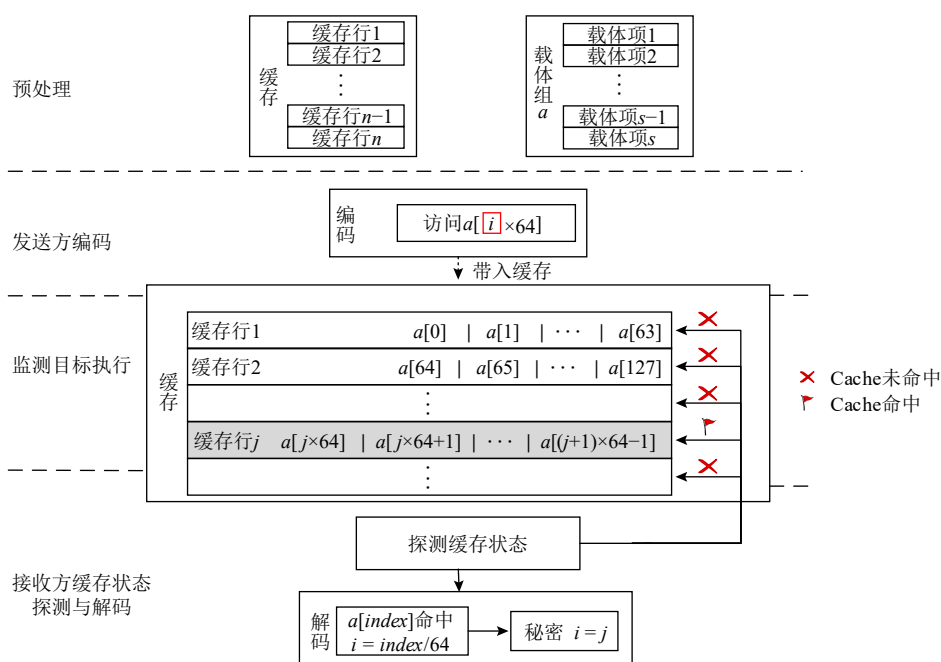 预处理
缓存
缓存行1
缓存行2
⋮
缓存行n−1
缓存行n
载体组a
载体项1
载体项2
⋮
载体项s−1
载体项s
发送方编码
编码
访问a[ i ×64]
带入缓存
监测目标执行
缓存
缓存行1 a[0] | a[1] | ⋯ | a[63]
缓存行2 a[64] | a[65] | ⋯ | a[127]
⋮
缓存行j a[ j×64] | a[ j×64+1] | ⋯ | a[(j+1)×64−1]
⋮
Cache未命中
Cache命中
接收方缓存状态
探测与解码
探测缓存状态
解码
a[index]命中
i = index/64
秘密 i = j